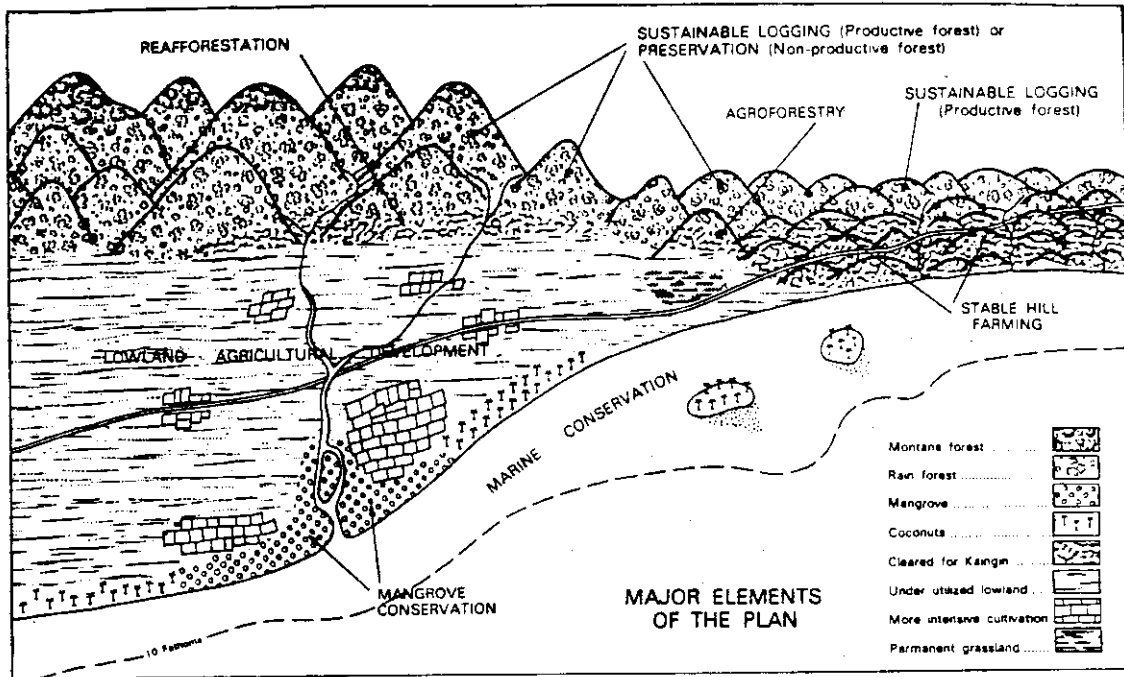 REAFFORESTATION
SUSTAINABLE LOGGING (Productive forest) or
PRESERVATION (Non-productive forest)
AGROFORESTRY
SUSTAINABLE LOGGING
(Productive forest)
STABLE HILL
FARMING
LOWLAND AGRICULTURAL DEVELOPMENT
MARINE CONSERVATION
MANGROVE
CONSERVATION
10 Fathoms
MAJOR ELEMENTS
OF THE PLAN
Montane forest
Rain forest
Mangrove
Coconuts
Cleared for Kaingin
Under utilized lowland
More intensive cultivation
Permanent grassland